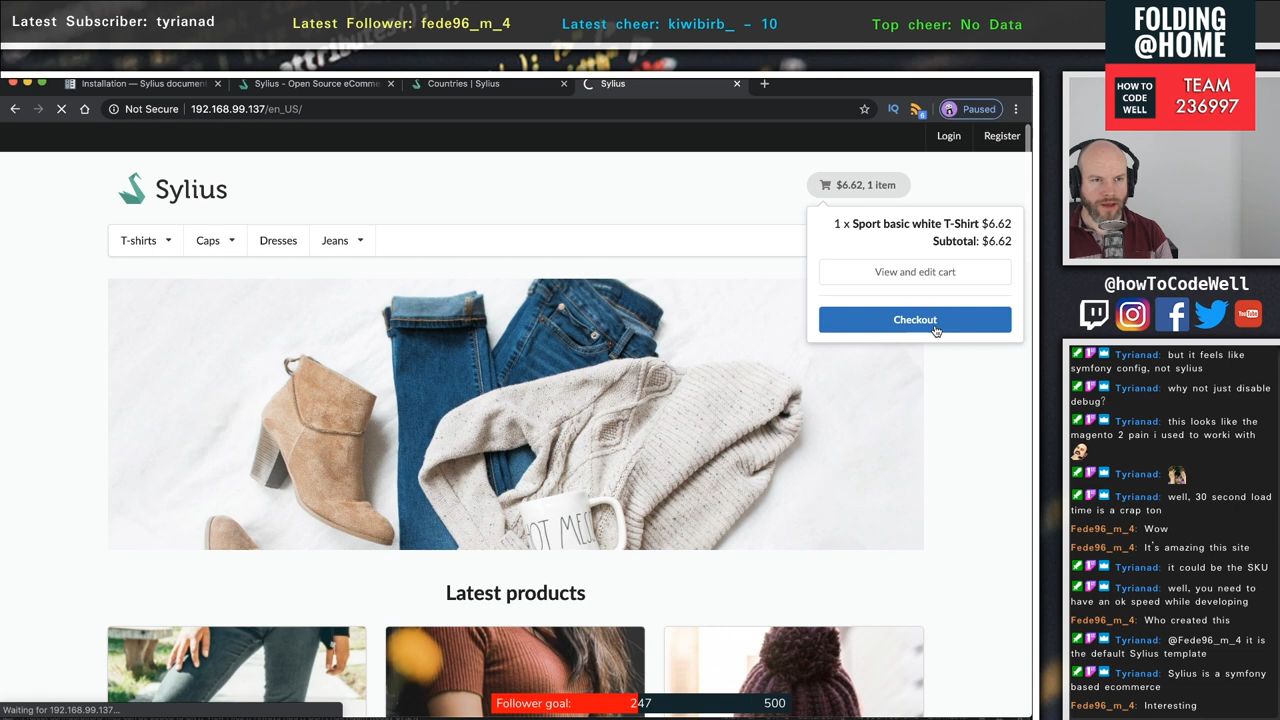 Latest Subscriber: tyrianad
Latest Follower: fede96_m_4
Latest cheer: kiwibirb_ - 10
Top cheer: No Data
FOLDING
@HOME
HOW TO
CODE
WELL
TEAM
236997
Installation — Sylius document
Sylius - Open Source eComme
Countries | Sylius
Sylius
Not Secure
192.168.99.137/en_US/
IQ
6
Paused
Login
Register
Sylius
$6.62, 1 item
1 x Sport basic white T-Shirt $6.62
Subtotal: $6.62
View and edit cart
Checkout
T-shirts
Caps
Dresses
Jeans
Latest products
Waiting for 192.168.99.137...
Follower goal:
247
500
@howToCodeWell
You
Tube
Tyrianad: but it feels like
symfony config, not sylius
Tyrianad: why not just disable
debug?
Tyrianad: this looks like the
magento 2 pain i used to worki with
Tyrianad:
Tyrianad: well, 30 second load
time is a crap ton
Fede96_m_4: Wow
Fede96_m_4: It's amazing this site
Tyrianad: it could be the SKU
Tyrianad: well, you need to
have an ok speed while developing
Fede96_m_4: Who created this
Tyrianad: @Fede96_m_4 it is
the default Sylius template
Tyrianad: Sylius is a symfony
based ecommerce
Fede96_m_4: Interesting